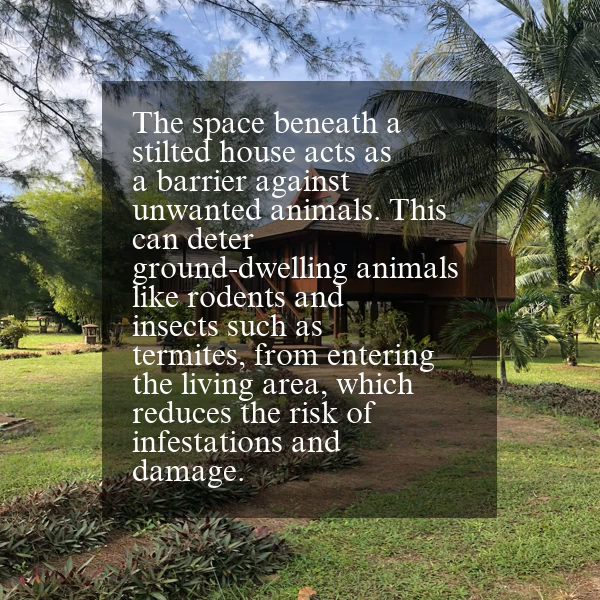 The space beneath a
stilted house acts as
a barrier against
unwanted animals. This
can deter
ground-dwelling animals
like rodents and
insects such as
termites, from entering
the living area, which
reduces the risk of
infestations and
damage.